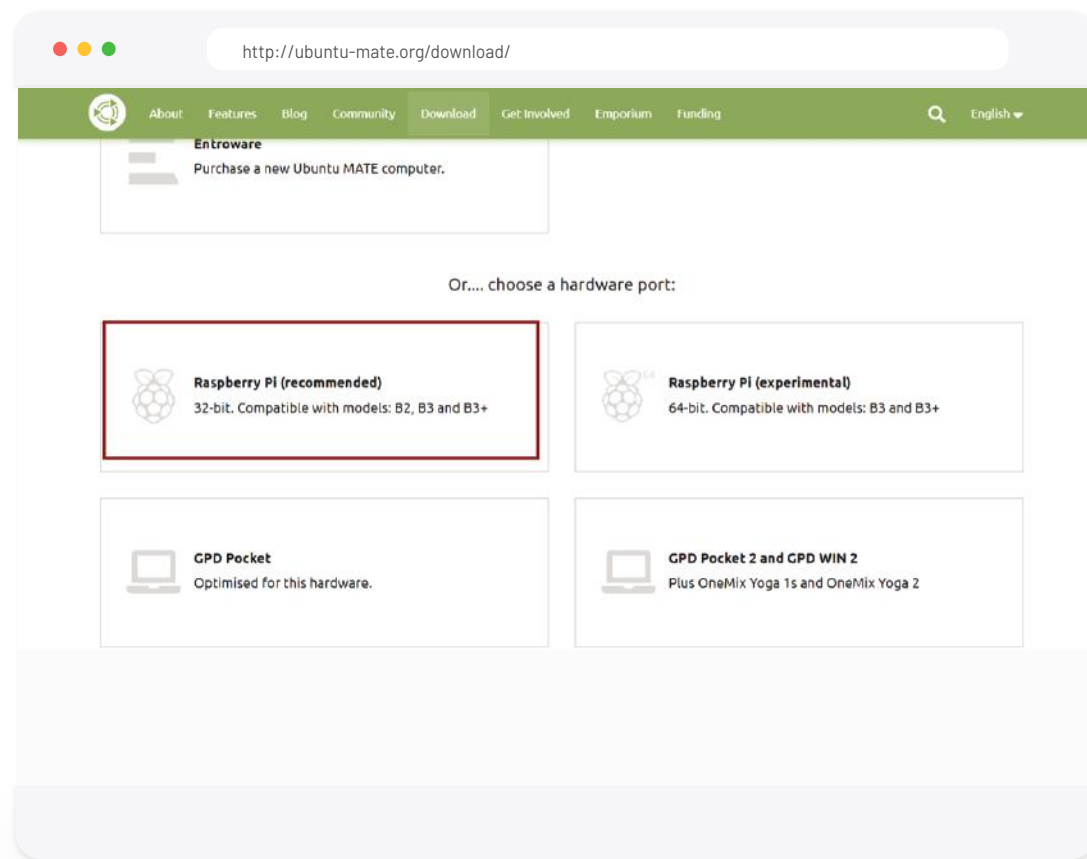 http://ubuntu-mate.org/download/
About Features Blog Community Download Get Involved Emporium Funding English
Entroware
Purchase a new Ubuntu MATE computer.
Or.... choose a hardware port:
Raspberry Pi (recommended)
32-bit. Compatible with models: B2, B3 and B3+
64
Raspberry Pi (experimental)
64-bit. Compatible with models: B3 and B3+
GPD Pocket
Optimised for this hardware.
GPD Pocket 2 and GPD WIN 2
Plus OneMix Yoga 1s and OneMix Yoga 2